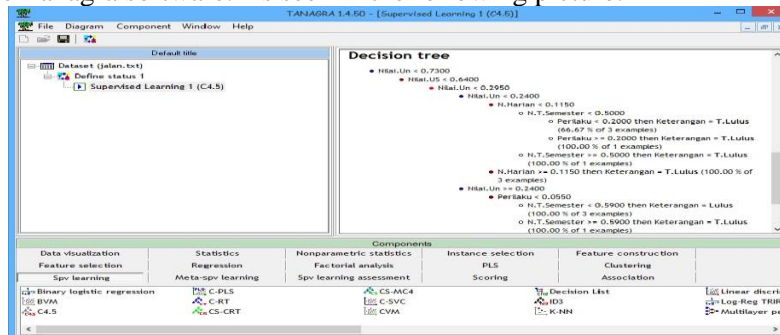 TANAGRA 1.4.50 - [Supervised Learning 1 (C4.5)]
File Diagram Component Window Help
Default title
Dataset (jalan.txt)
Define status 1
Supervised Learning 1 (C4.5)
Decision tree
Nilai.Un < 0.7300
Nilai.US < 0.6400
Nilai.Un < 0.2950
Nilai.Un < 0.2400
N.Harian < 0.1150
N.T.Semester < 0.5000
Perilaku < 0.2000 then Keterangan = T.Lulus
(66.67 % of 3 examples)
Perilaku >= 0.2000 then Keterangan = T.Lulus
(100.00 % of 1 examples)
N.T.Semester >= 0.5000 then Keterangan = T.Lulus
(100.00 % of 1 examples)
N.Harian >= 0.1150 then Keterangan = T.Lulus (100.00 % of
3 examples)
Nilai.Un >= 0.2400
Perilaku < 0.0550
N.T.Semester < 0.5900 then Keterangan = Lulus
(100.00 % of 3 examples)
N.T.Semester >= 0.5900 then Keterangan = T.Lulus
(100.00 % of 1 examples)
Components
Data visualization Statistics Nonparametric statistics Instance selection Feature construction
Feature selection Regression Factorial analysis PLS Clustering
Spv learning Meta-spv learning Spv learning assessment Scoring Association
Binary logistic regression C-PLS CS-MC4 Decision List Linear discri
BVM C-RT C-SVC ID3 Log-Reg TRIR
C4.5 CS-CRT CVM K-NN Multilayer pe